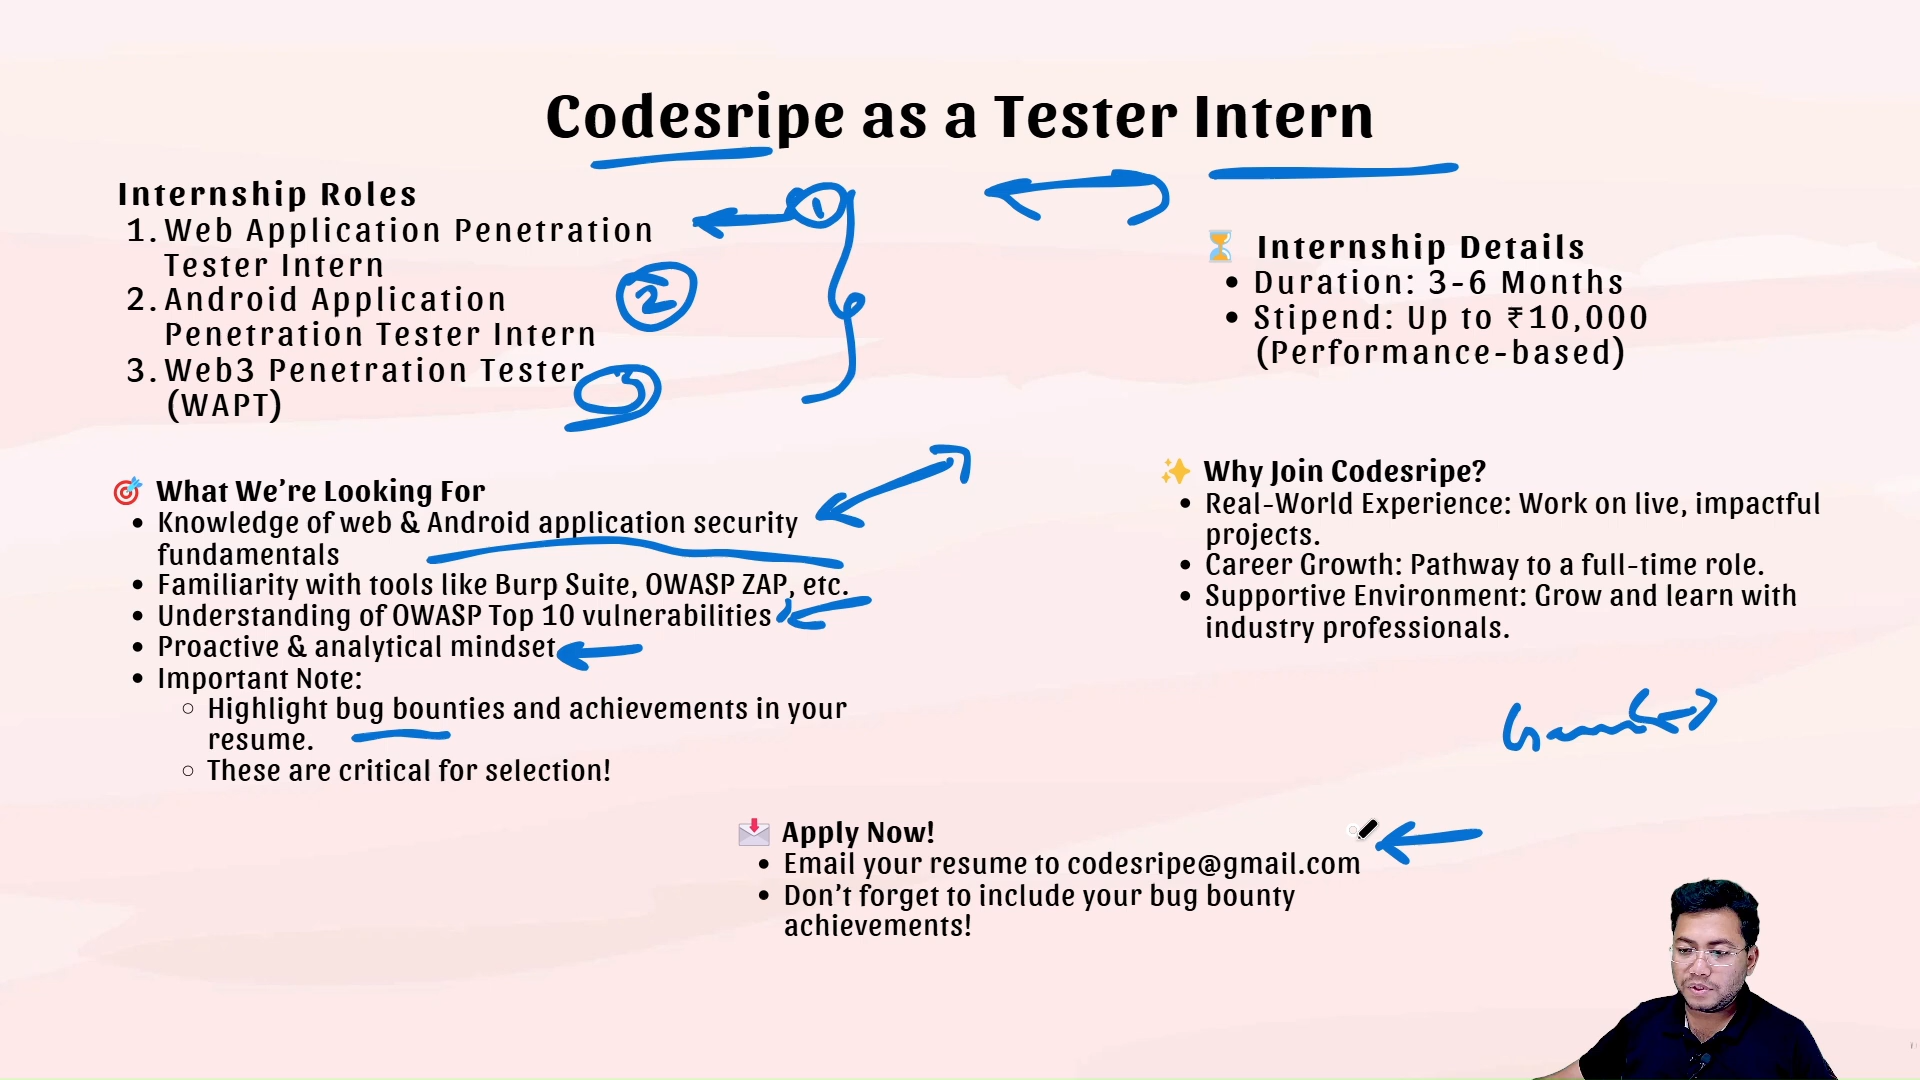 Codesripe as a Tester Intern
Internship Roles
1. Web Application Penetration
Tester Intern
2. Android Application
Penetration Tester Intern
3. Web3 Penetration Tester
(WAPT)
1
2
3
⏳ Internship Details
• Duration: 3-6 Months
• Stipend: Up to ₹10,000
(Performance-based)
🎯 What We're Looking For
• Knowledge of web & Android application security
fundamentals
• Familiarity with tools like Burp Suite, OWASP ZAP, etc.
• Understanding of OWASP Top 10 vulnerabilities
• Proactive & analytical mindset
• Important Note:
◦ Highlight bug bounties and achievements in your
resume.
◦ These are critical for selection!
✨ Why Join Codesripe?
• Real-World Experience: Work on live, impactful
projects.
• Career Growth: Pathway to a full-time role.
• Supportive Environment: Grow and learn with
industry professionals.
📩 Apply Now!
• Email your resume to codesripe@gmail.com
• Don't forget to include your bug bounty
achievements!